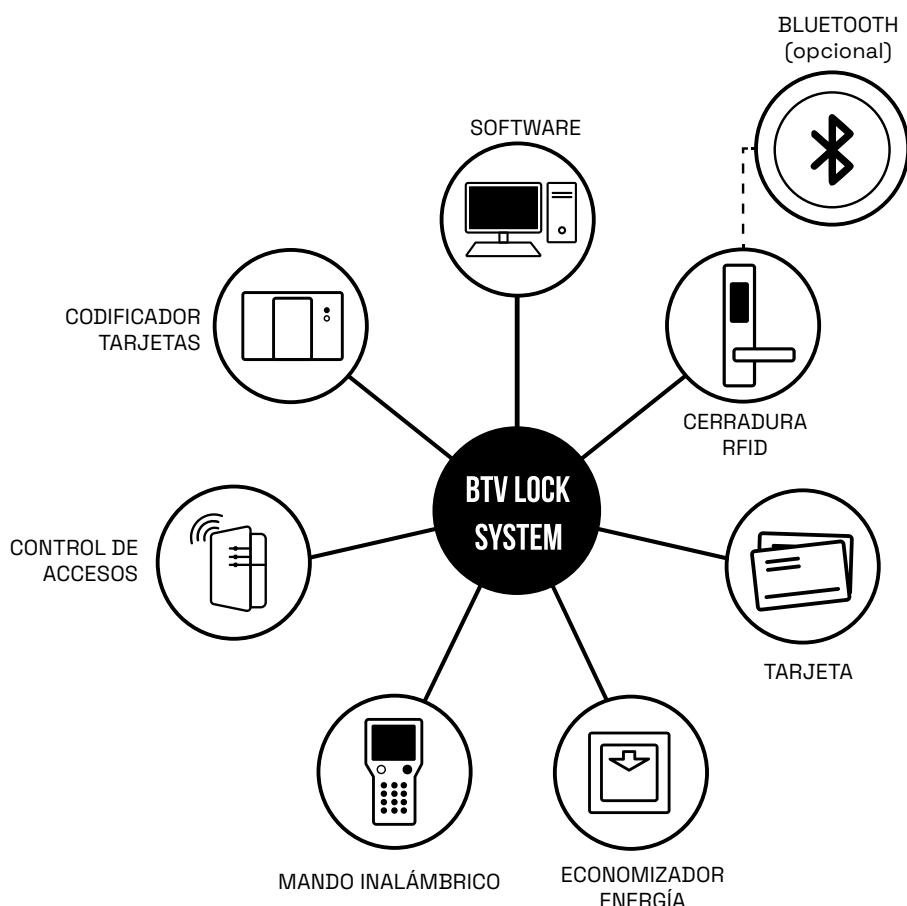 BLUETOOTH
(opcional)
SOFTWARE
CODIFICADOR
TARJETAS
CERRADURA
RFID
BTV LOCK
SYSTEM
CONTROL DE
ACCESOS
TARJETA
MANDO INALÁMBRICO
ECONOMIZADOR
ENERGÍA